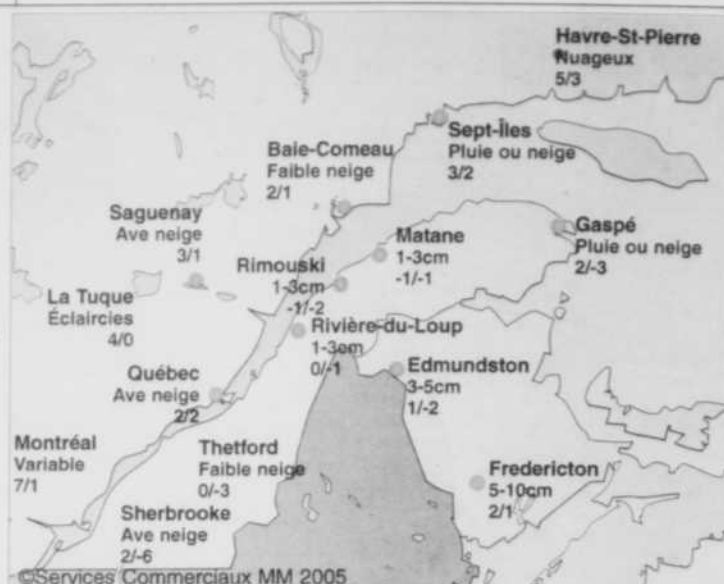 Havre-St-Pierre
Nuageux
5/3
Sept-Îles
Pluie ou neige
3/2
Baie-Comeau
Faible neige
2/1
Saguenay
Ave neige
3/1
Matane
1-3cm
-1/-1
Gaspé
Pluie ou neige
2/-3
Rimouski
1-3cm
-1/-2
La Tuque
Éclaircies
4/0
Rivière-du-Loup
1-3cm
0/-1
Edmundston
3-5cm
1/-2
Québec
Ave neige
2/2
Montréal
Variable
7/1
Thetford
Faible neige
0/-3
Fredericton
5-10cm
2/1
Sherbrooke
Ave neige
2/-6
©Services Commerciaux MM 2005